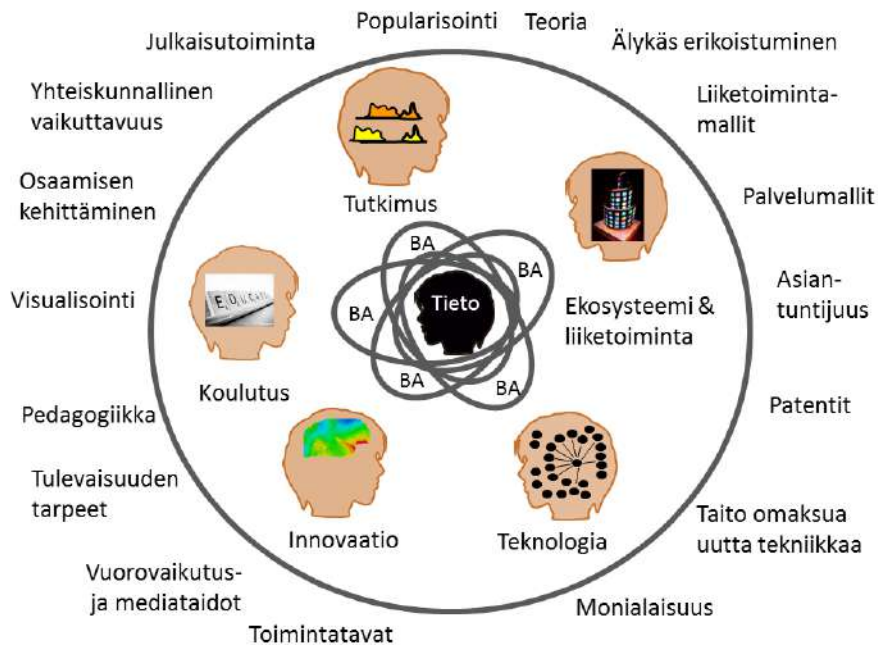 Popularisointi
Teoria
Julkaisutoiminta
Älykäs erikoistuminen
Yhteiskunnallinen
vaikuttavuus
Liiketoiminta-
mallit
Osaamisen
kehittäminen
Tutkimus
Palvelumallit
BA
BA
Visualisointi
EDUCAT
Tieto
BA
Ekosysteemi &
liiketoiminta
Asian-
tuntijuus
Koulutus
BA
BA
Pedagogiikka
Patentit
Tulevaisuuden
tarpeet
Innovaatio
Teknologia
Taito omaksua
uutta tekniikkaa
Vuorovaikutus-
ja mediataidot
Monialaisuus
Toimintatavat